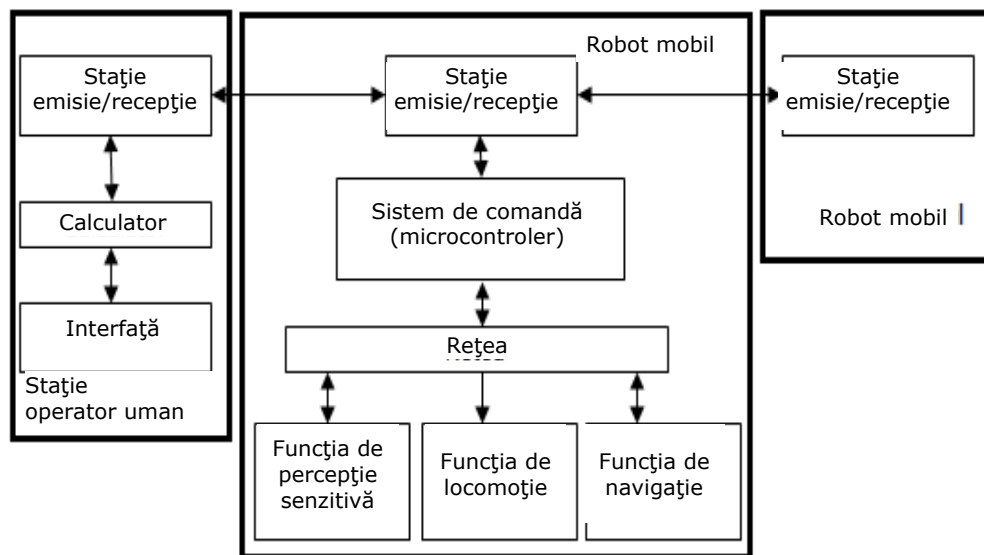 Staţie
emisie/recepţie
Calculator
Interfaţă
Staţie
operator uman
Robot mobil
Staţie
emisie/recepţie
Sistem de comandă
(microcontroler)
Reţea
Funcţia de
percepţie
senzitivă
Funcţia de
locomoţie
Funcţia de
navigaţie
Staţie
emisie/recepţie
Robot mobil